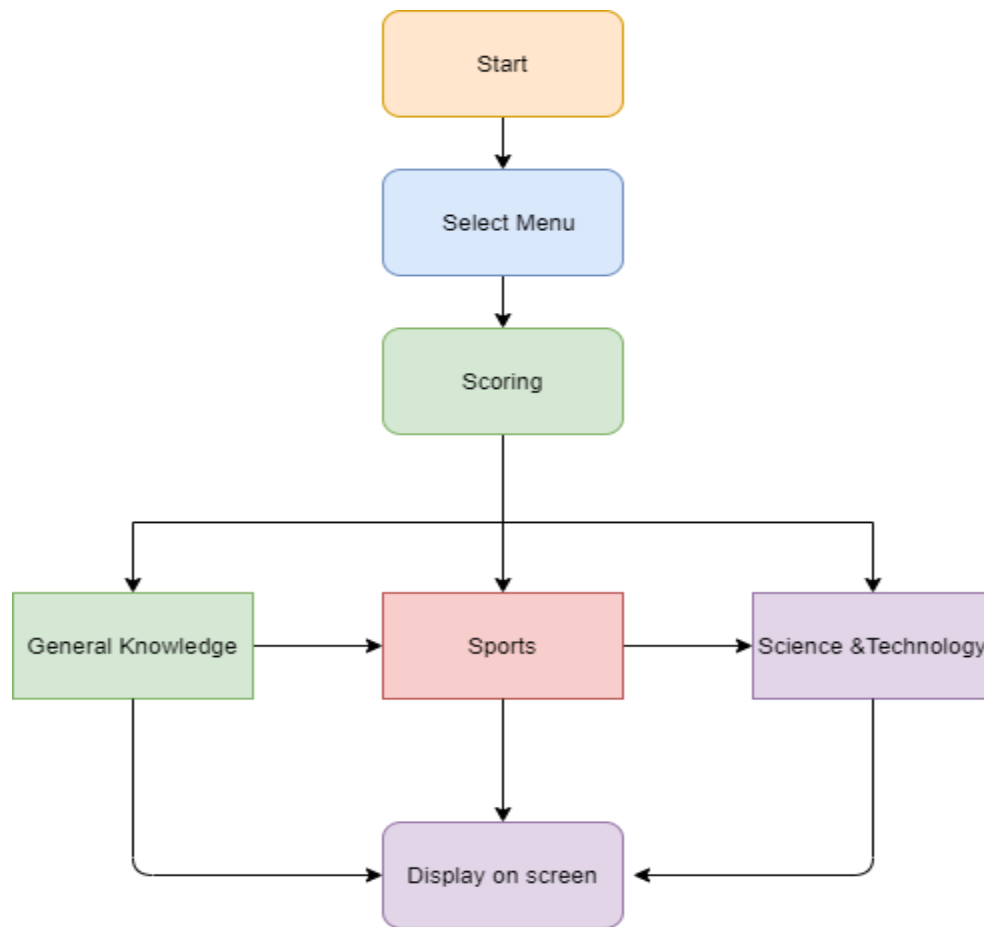 Start
Select Menu
Scoring
General Knowledge
Sports
Science &Technology
Display on screen